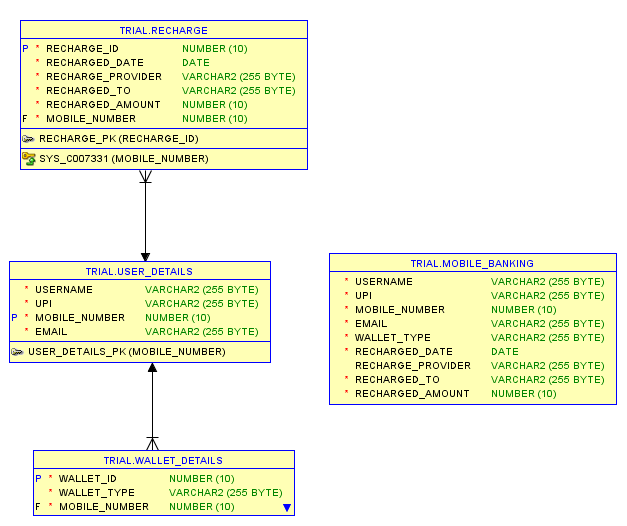 TRIAL.RECHARGE
P * RECHARGE_ID NUMBER (10)
* RECHARGED_DATE DATE
* RECHARGE_PROVIDER VARCHAR2 (255 BYTE)
* RECHARGED_TO VARCHAR2 (255 BYTE)
* RECHARGED_AMOUNT NUMBER (10)
F * MOBILE_NUMBER NUMBER (10)
RECHARGE_PK (RECHARGE_ID)
SYS_C007331 (MOBILE_NUMBER)
TRIAL.USER_DETAILS
* USERNAME VARCHAR2 (255 BYTE)
* UPI VARCHAR2 (255 BYTE)
P * MOBILE_NUMBER NUMBER (10)
* EMAIL VARCHAR2 (255 BYTE)
USER_DETAILS_PK (MOBILE_NUMBER)
TRIAL.MOBILE_BANKING
* USERNAME VARCHAR2 (255 BYTE)
* UPI VARCHAR2 (255 BYTE)
* MOBILE_NUMBER NUMBER (10)
* EMAIL VARCHAR2 (255 BYTE)
* WALLET_TYPE VARCHAR2 (255 BYTE)
* RECHARGED_DATE DATE
RECHARGE_PROVIDER VARCHAR2 (255 BYTE)
* RECHARGED_TO VARCHAR2 (255 BYTE)
* RECHARGED_AMOUNT NUMBER (10)
TRIAL.WALLET_DETAILS
P * WALLET_ID NUMBER (10)
* WALLET_TYPE VARCHAR2 (255 BYTE)
F * MOBILE_NUMBER NUMBER (10)